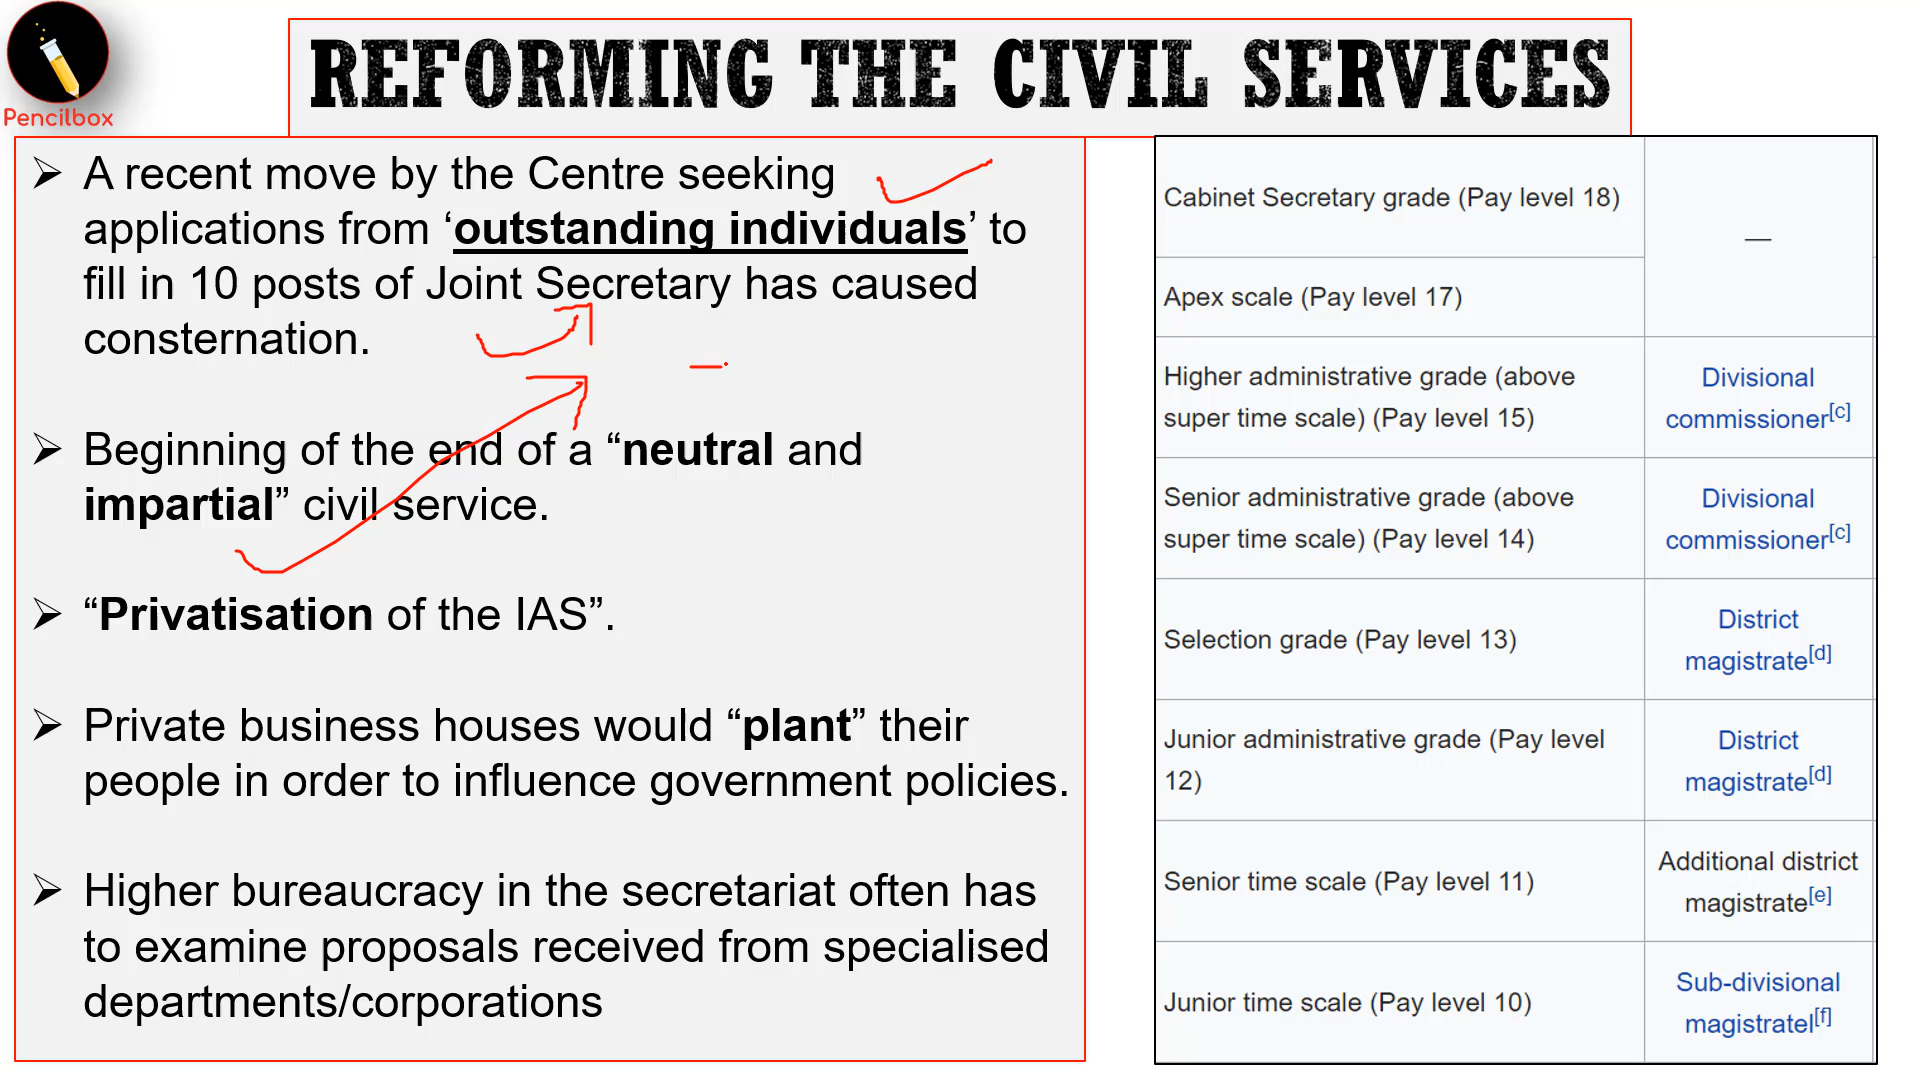 Pencilbox
REFORMING THE CIVIL SERVICES
➢ A recent move by the Centre seeking
applications from ‘outstanding individuals’ to
fill in 10 posts of Joint Secretary has caused
consternation.
➢ Beginning of the end of a “neutral and
impartial” civil service.
➢ “Privatisation of the IAS”.
➢ Private business houses would “plant” their
people in order to influence government policies.
➢ Higher bureaucracy in the secretariat often has
to examine proposals received from specialised
departments/corporations
Cabinet Secretary grade (Pay level 18)
—
Apex scale (Pay level 17)
Higher administrative grade (above
super time scale) (Pay level 15)
Divisional
commissioner[c]
Senior administrative grade (above
super time scale) (Pay level 14)
Divisional
commissioner[c]
Selection grade (Pay level 13)
District
magistrate[d]
Junior administrative grade (Pay level
12)
District
magistrate[d]
Senior time scale (Pay level 11)
Additional district
magistrate[e]
Junior time scale (Pay level 10)
Sub-divisional
magistratel[f]